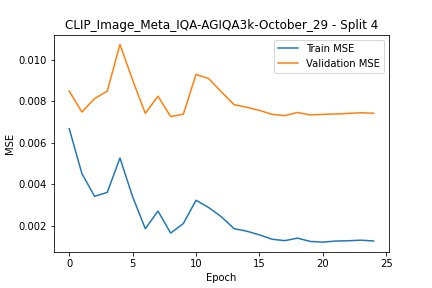 CLIP_Image_Meta_IQA-AGIQA3k-October_29 - Split 4
Train MSE
Validation MSE
0.010
0.008
0.006
0.004
0.002
MSE
0 5 10 15 20 25
Epoch